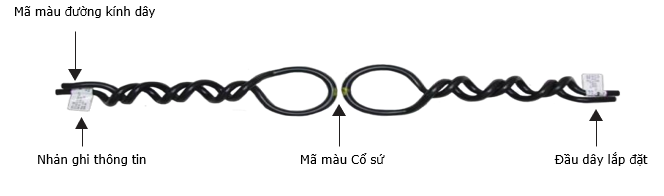 Mã màu đường kính dây
Nhãn ghi thông tin
Mã màu Cổ sứ
Đầu dây lắp đặt